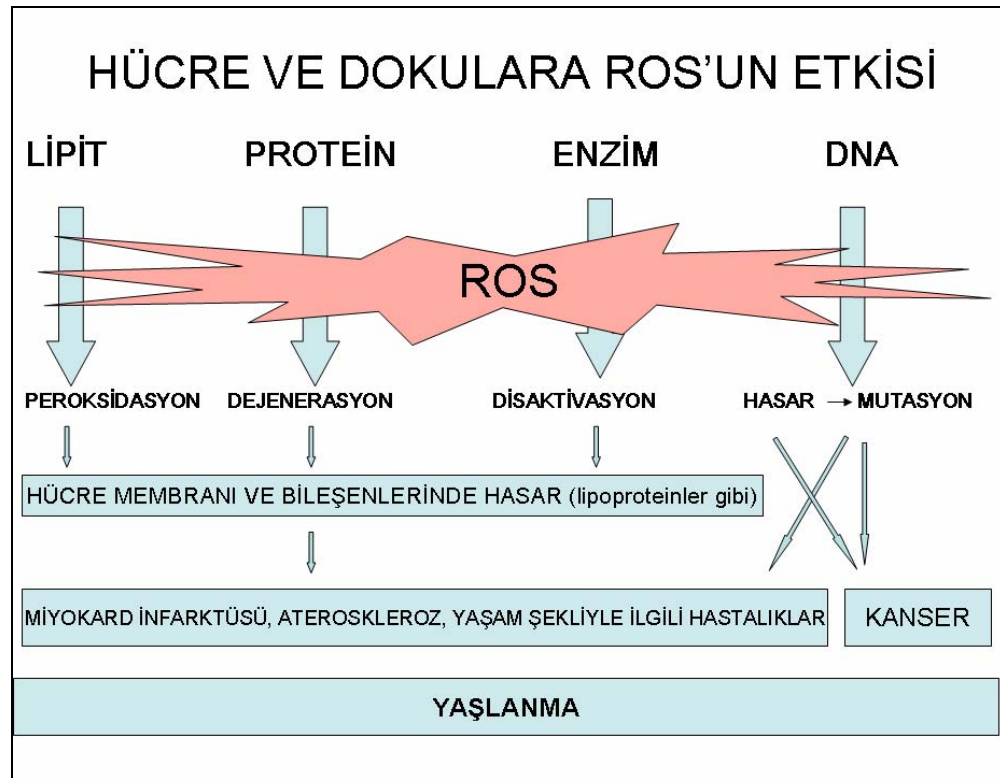 HÜCRE VE DOKULARA ROS’UN ETKİSİ
LİPİT PROTEİN ENZİM DNA
ROS
PEROKSİDASYON DEJENERASYON DİSAKTİVASYON HASAR → MUTASYON
HÜCRE MEMBRANI VE BİLEŞENLERİNDE HASAR (lipoproteinler gibi)
MİYOKARD İNFARKTÜSÜ, ATEROSKLEROZ, YAŞAM ŞEKLİYLE İLGİLİ HASTALIKLAR KANSER
YAŞLANMA